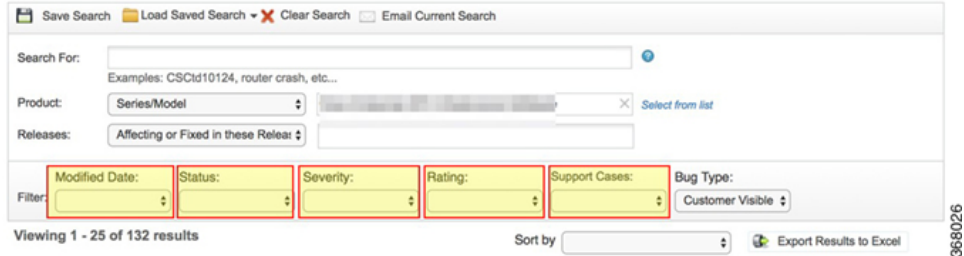 Save Search Load Saved Search Clear Search Email Current Search
Search For:
Examples: CSCtd10124, router crash, etc...
Product: Series/Model Select from list
Releases: Affecting or Fixed in these Releas
Modified Date: Status: Severity: Rating: Support Cases: Bug Type:
Filter: Customer Visible
Viewing 1 - 25 of 132 results Sort by Export Results to Excel
368026